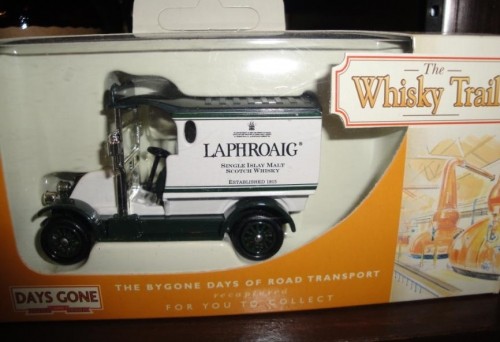 The
Whisky Trail
LAPHROAIG®
SINGLE ISLAY MALT
SCOTCH WHISKY
ESTABLISHED 1815
DAYS GONE
THE BYGONE DAYS OF ROAD TRANSPORT
recaptured
FOR YOU TO COLLECT